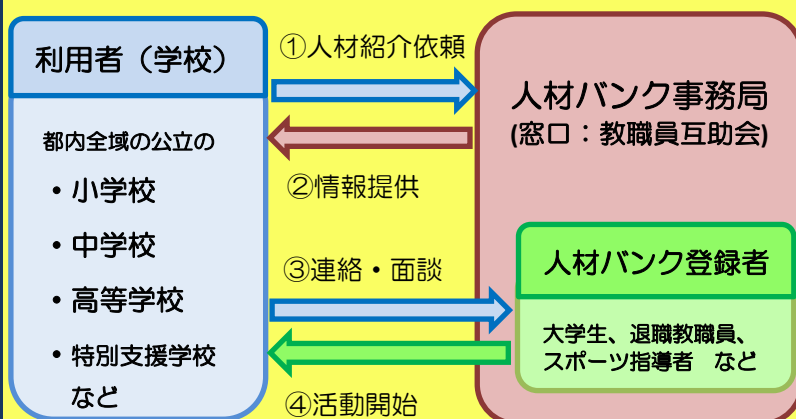 利用者（学校）
都内全域の公立の
・小学校
・中学校
・高等学校
・特別支援学校
など
①人材紹介依頼
②情報提供
③連絡・面談
④活動開始
人材バンク事務局
(窓口：教職員互助会)
人材バンク登録者
大学生、退職教職員、
スポーツ指導者　など